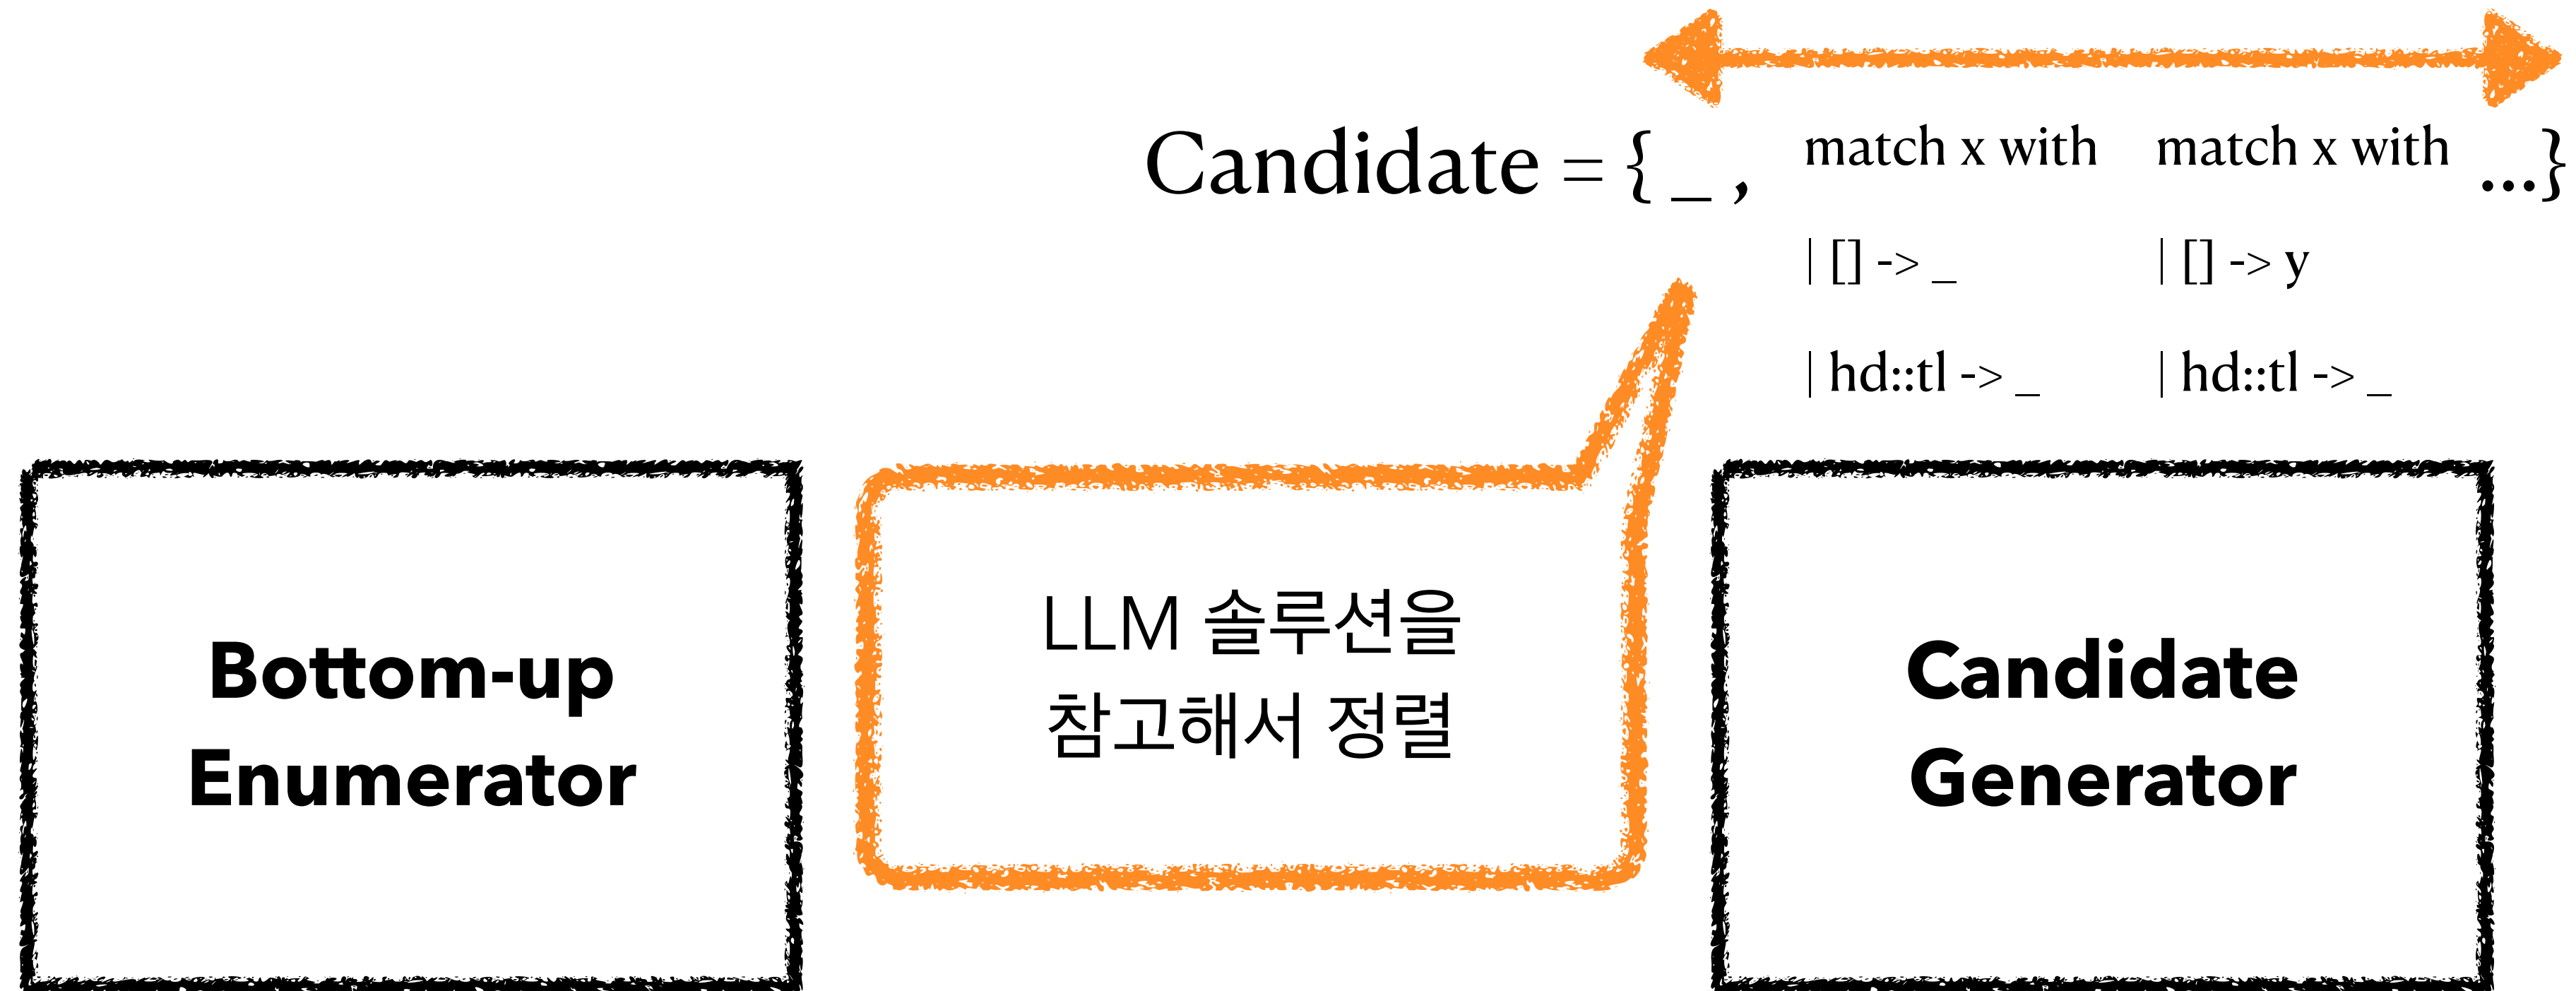 Candidate = { _ , match x with match x with ...}
| [] -> _ | [] -> y
| hd::tl -> _ | hd::tl -> _
Bottom-up
Enumerator
LLM 솔루션을
참고해서 정렬
Candidate
Generator